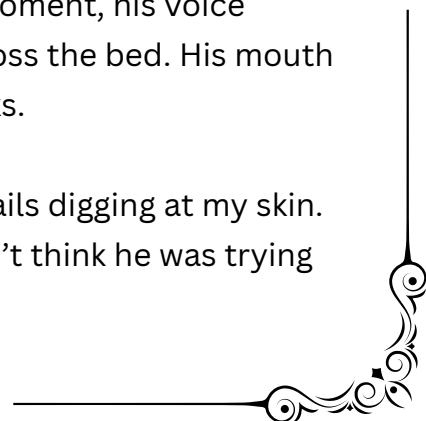 oment, his voice
oss the bed. His mouth
s.
ails digging at my skin.
’t think he was trying